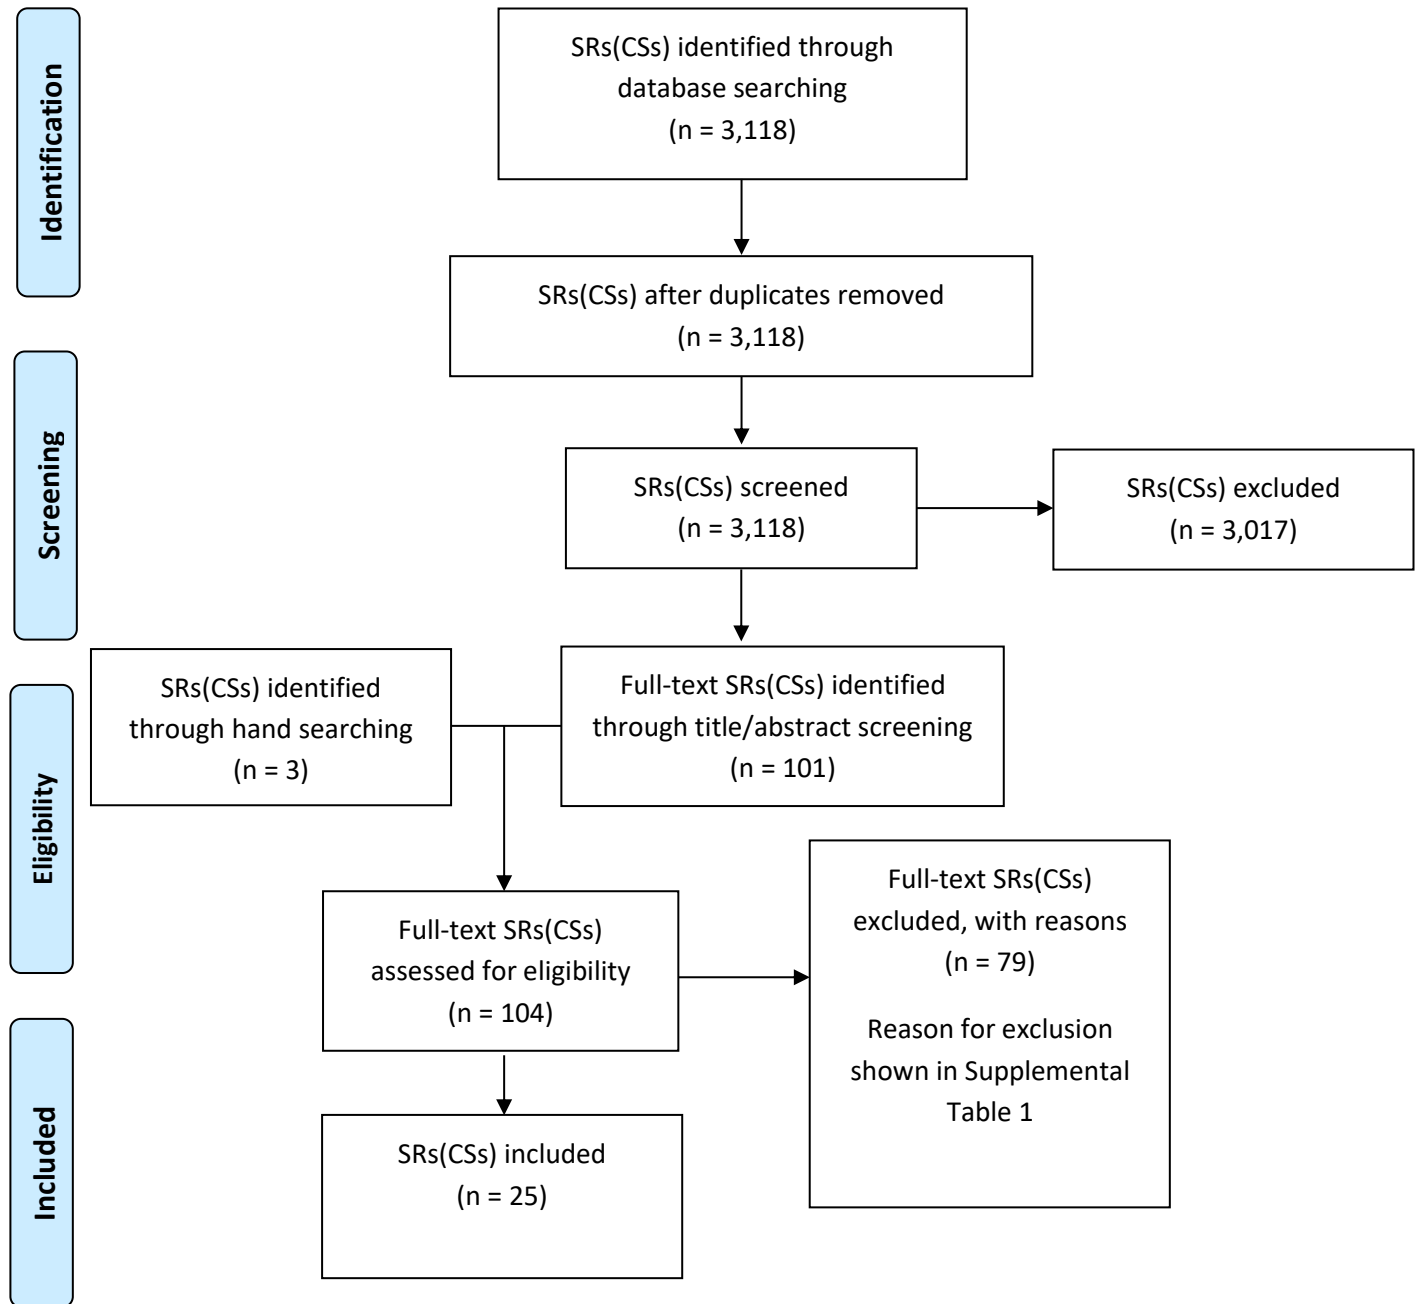 Identification
SRs(CSs) identified through
database searching
(n = 3,118)
SRs(CSs) after duplicates removed
(n = 3,118)
Screening
SRs(CSs) screened
(n = 3,118)
SRs(CSs) excluded
(n = 3,017)
Eligibility
SRs(CSs) identified
through hand searching
(n = 3)
Full-text SRs(CSs) identified
through title/abstract screening
(n = 101)
Full-text SRs(CSs)
assessed for eligibility
(n = 104)
Full-text SRs(CSs)
excluded, with reasons
(n = 79)
Reason for exclusion
shown in Supplemental
Table 1
Included
SRs(CSs) included
(n = 25)